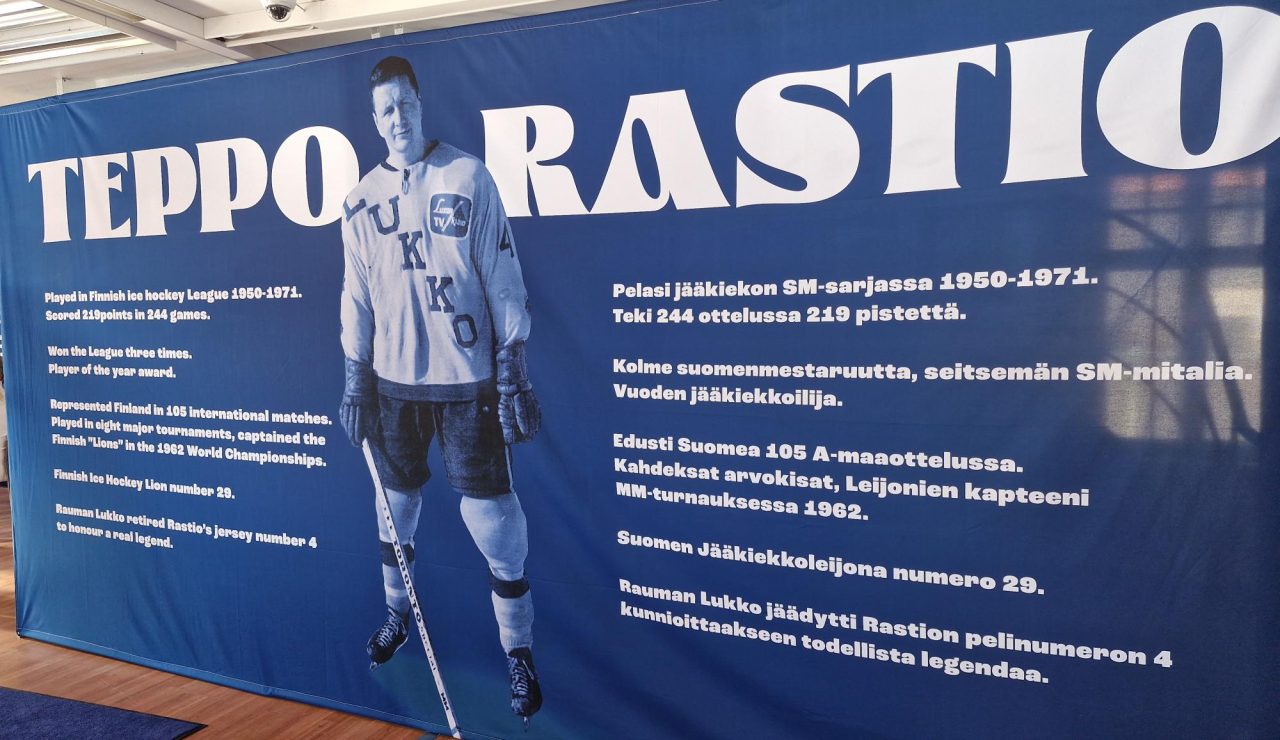 TEPPO RASTIO
Played in Finnish ice hockey League 1950-1971.
Scored 219points in 244 games.
Won the League three times.
Player of the year award.
Represented Finland in 105 international matches.
Played in eight major tournaments, captained the
Finnish "Lions" in the 1962 World Championships.
Finnish Ice Hockey Lion number 29.
Rauman Lukko retired Rastio's jersey number 4
to honour a real legend.
LUKKO
TV
4
TORONTO
Pelasi jääkiekon SM-sarjassa 1950-1971.
Teki 244 ottelussa 219 pistettä.
Kolme suomenmestaruutta, seitsemän SM-mitalia.
Vuoden jääkiekkoilija.
Edusti Suomea 105 A-maaottelussa.
Kahdeksat arvokisat, Leijonien kapteeni
MM-turnauksessa 1962.
Suomen Jääkiekkoleijona numero 29.
Rauman Lukko jäädytti Rastion pelinumeron 4
kunnioittaakseen todellista legendaa.